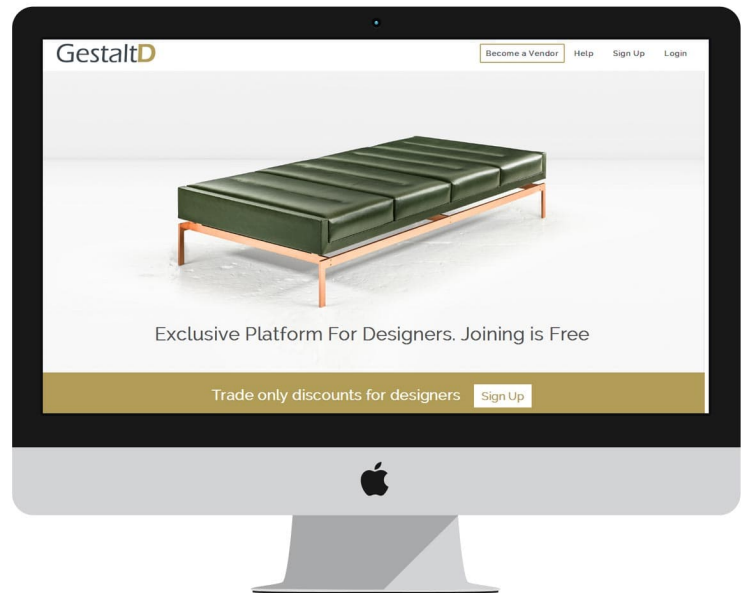 GestaltD
Become a Vendor Help Sign Up Login
Exclusive Platform For Designers. Joining is Free
Trade only discounts for designers Sign Up